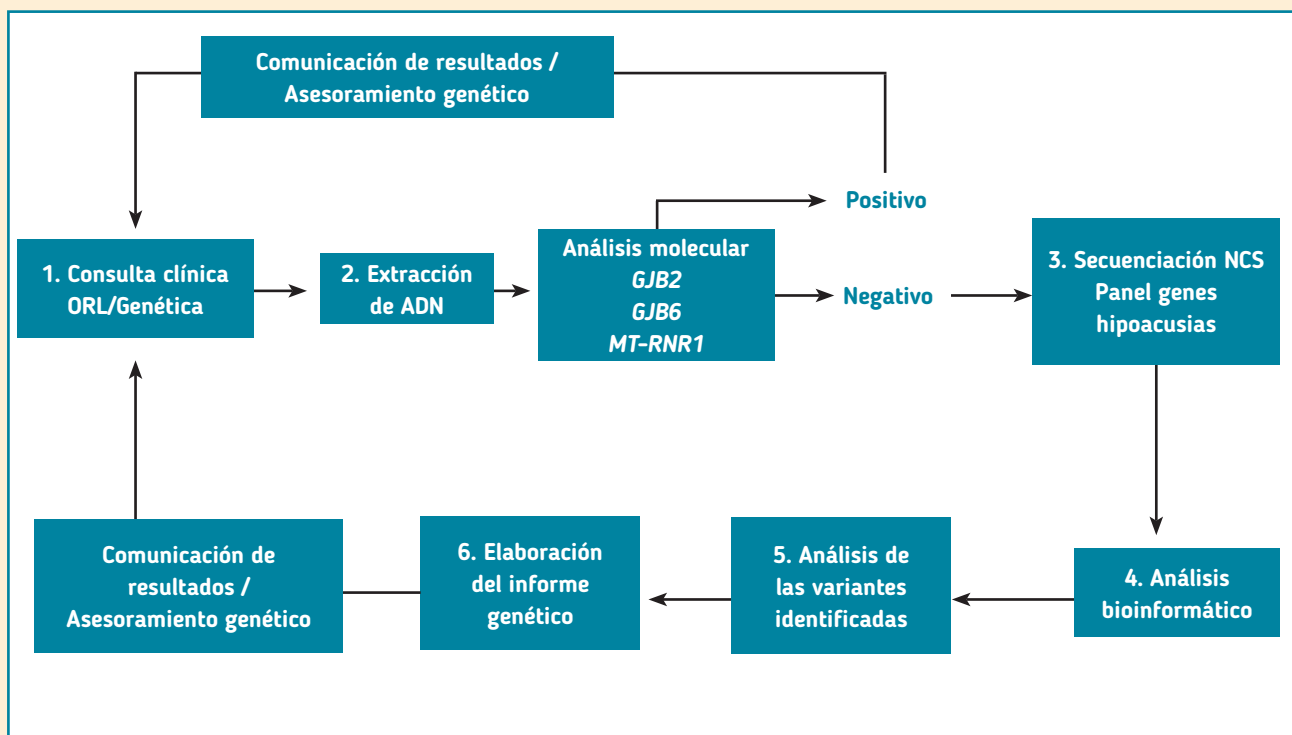 Comunicación de resultados /
Asesoramiento genético
Positivo
1. Consulta clínica
ORL/Genética
2. Extracción
de ADN
Análisis molecular
GJB2
GJB6
MT-RNR1
Negativo
3. Secuenciación NCS
Panel genes
hipoacusias
4. Análisis
bioinformático
5. Análisis de
las variantes
identificadas
6. Elaboración
del informe
genético
Comunicación de
resultados /
Asesoramiento genético